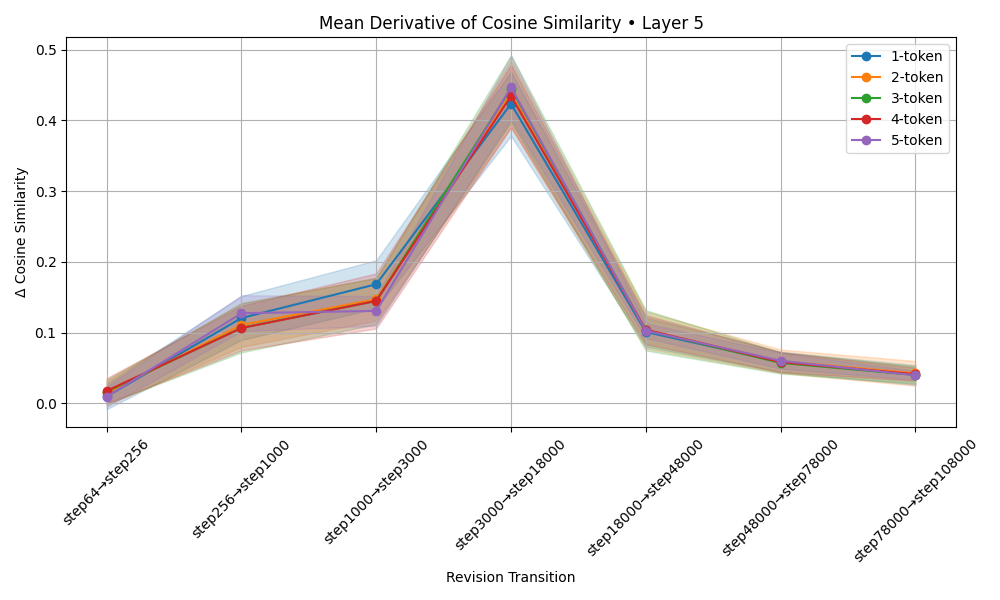 Mean Derivative of Cosine Similarity • Layer 5
Δ Cosine Similarity
0.5
0.4
0.3
0.2
0.1
0.0
1-token
2-token
3-token
4-token
5-token
step64→step256
step256→step1000
step1000→step3000
step3000→step18000
step18000→step48000
step48000→step78000
step78000→step108000
Revision Transition